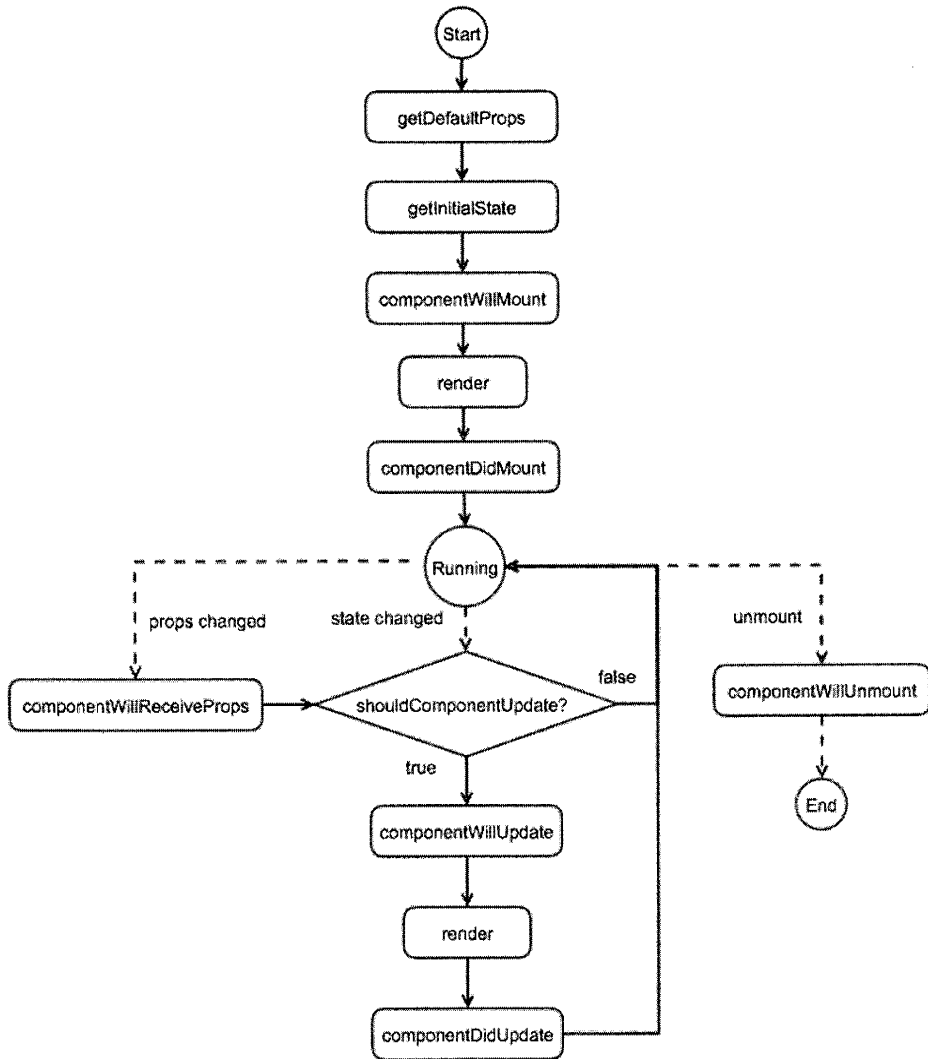 Start
getDefaultProps
getInitialState
componentWillMount
render
componentDidMount
Running
props changed
state changed
unmount
componentWillReceiveProps
shouldComponentUpdate?
false
componentWillUnmount
true
End
componentWillUpdate
render
componentDidUpdate